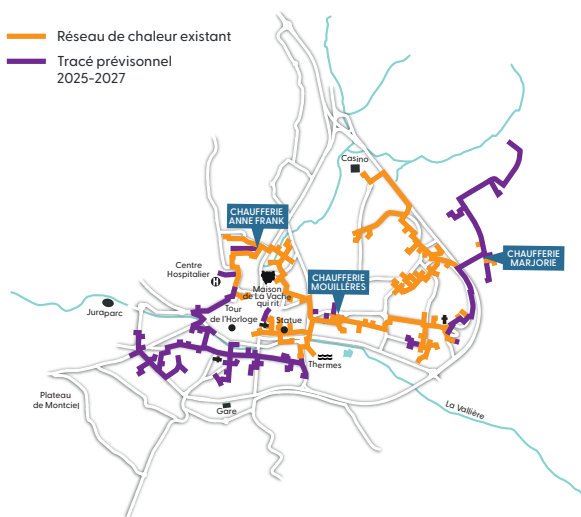 Réseau de chaleur existant
Tracé prévisonnel
2025-2027
Casino
CHAUFFERIE
ANNE FRANK
CHAUFFERIE
MARJORIE
Centre
Hospitalier
H
CHAUFFERIE
MOUILLÈRES
Maison
de La Vache
qui rit
Juraparc
Tour
de l'Horloge
Statue
Thermes
Plateau
de Montciel
Gare
La Vallière